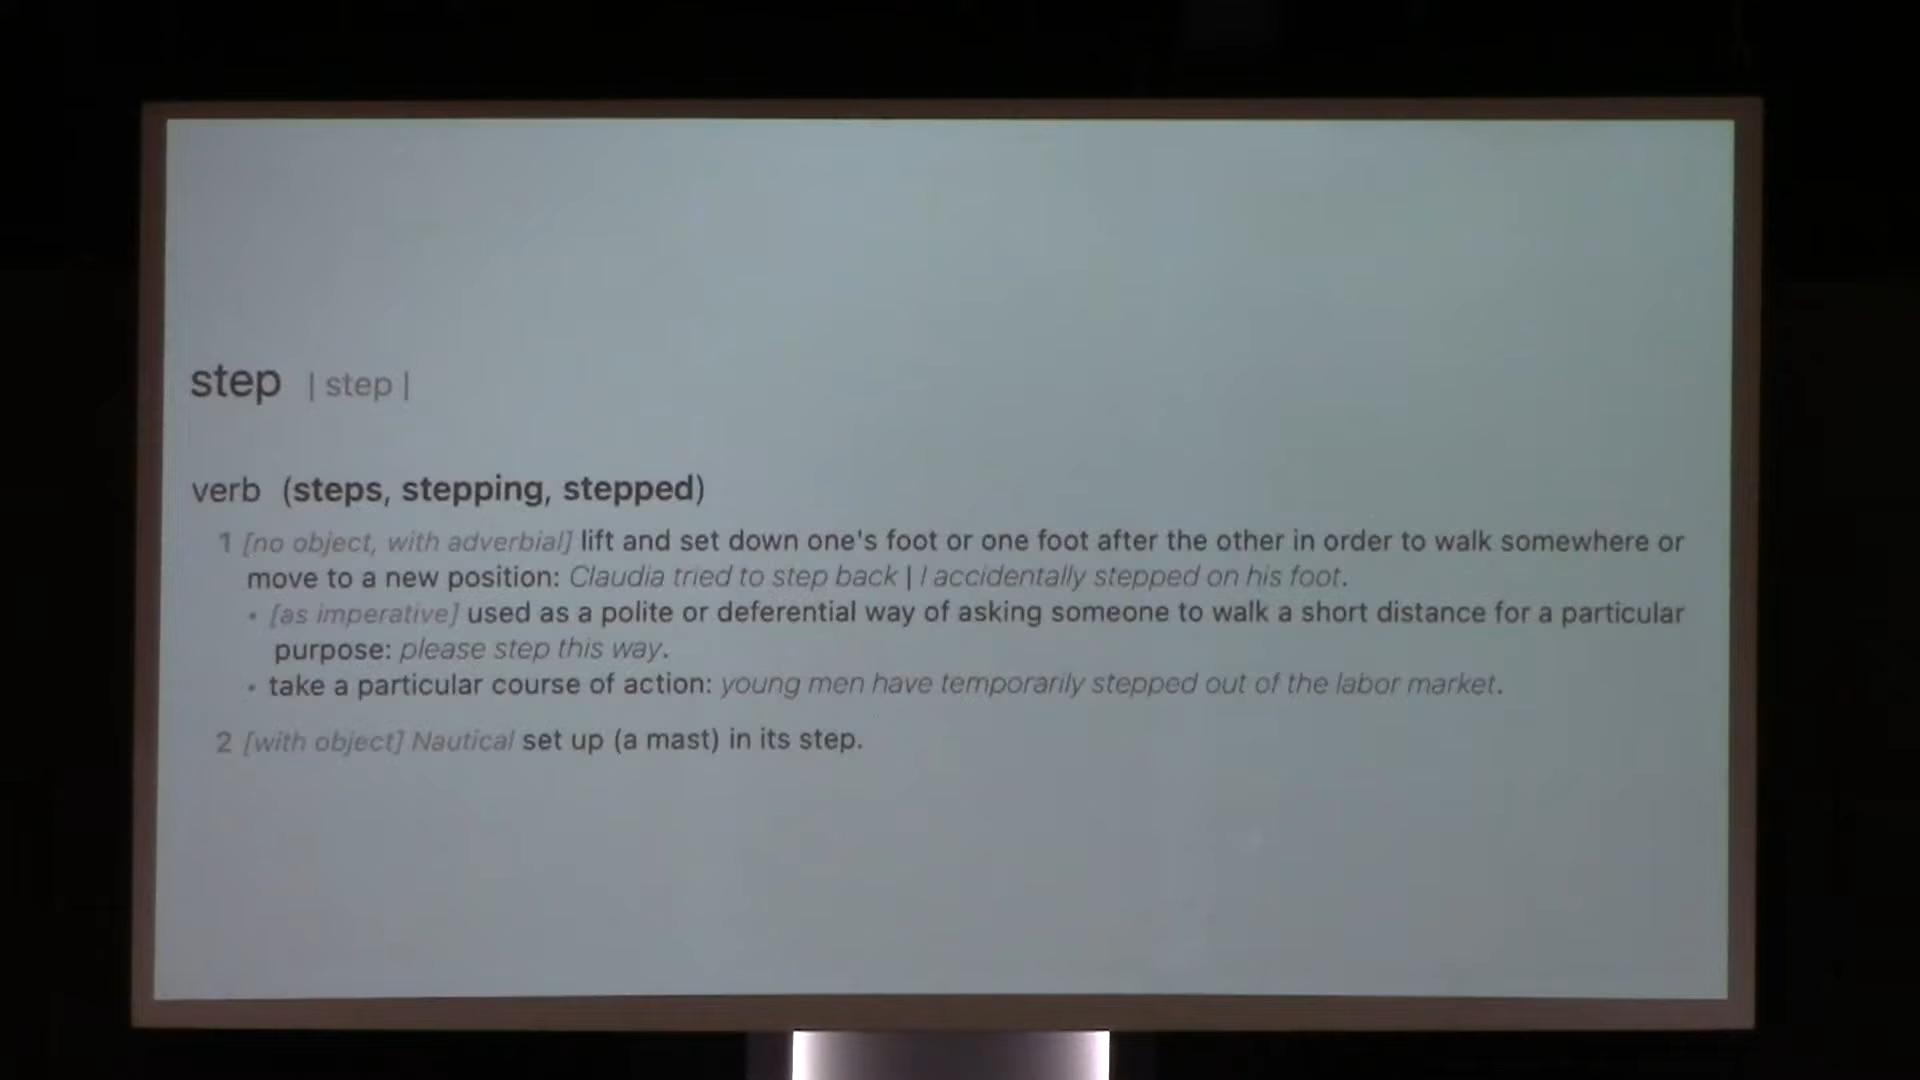 step | step |
verb (steps, stepping, stepped)
1 [no object, with adverbial] lift and set down one's foot or one foot after the other in order to walk somewhere or
move to a new position: Claudia tried to step back | I accidentally stepped on his foot.
• [as imperative] used as a polite or deferential way of asking someone to walk a short distance for a particular
purpose: please step this way.
• take a particular course of action: young men have temporarily stepped out of the labor market.
2 [with object] Nautical set up (a mast) in its step.